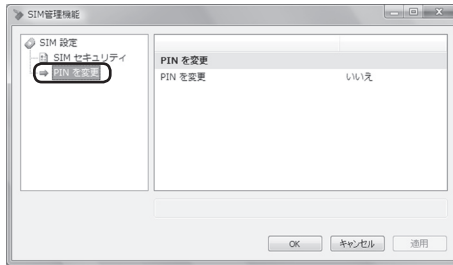 SIM管理機能
SIM 設定
SIM セキュリティ
PIN を変更
PIN を変更
PIN を変更 いいえ
OK キャンセル 適用